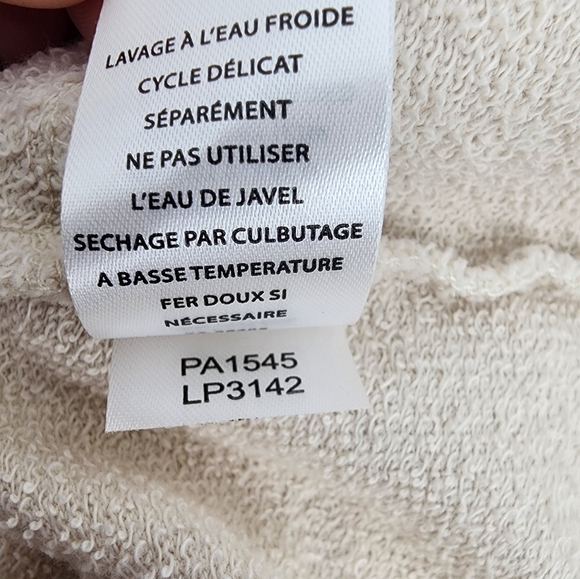 LAVAGE À L'EAU FROIDE
CYCLE DÉLICAT
SÉPARÉMENT
NE PAS UTILISER
L'EAU DE JAVEL
SECHAGE PAR CULBUTAGE
A BASSE TEMPERATURE
FER DOUX SI
NÉCESSAIRE
PA1545
LP3142